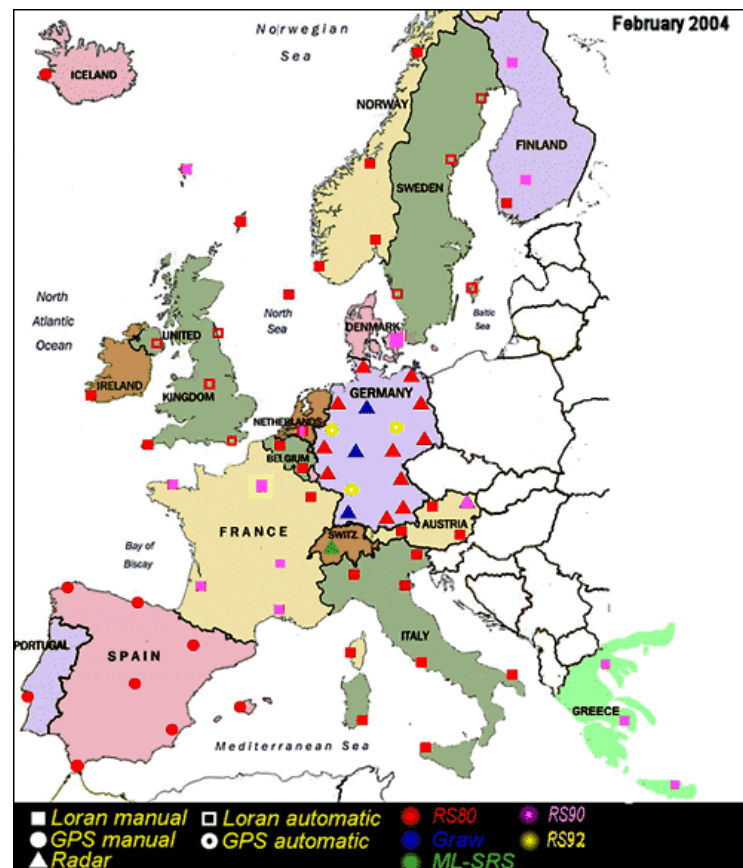 February 2004
Norwegian
Sea
ICELAND
NORWAY
FINLAND
SWEDEN
North
Atlantic
Ocean
North
Sea
Baltic
Sea
DENMARK
UNITED
IRELAND
KINGDOM
GERMANY
NETHERLANDS
BELGIUM
FRANCE
AUSTRIA
SWITZ.
Bay of
Biscay
ITALY
PORTUGAL
SPAIN
GREECE
Mediterranean Sea
Loran manual Loran automatic RS80 RS90
GPS manual GPS automatic Graw RS92
Radar ML-SRS